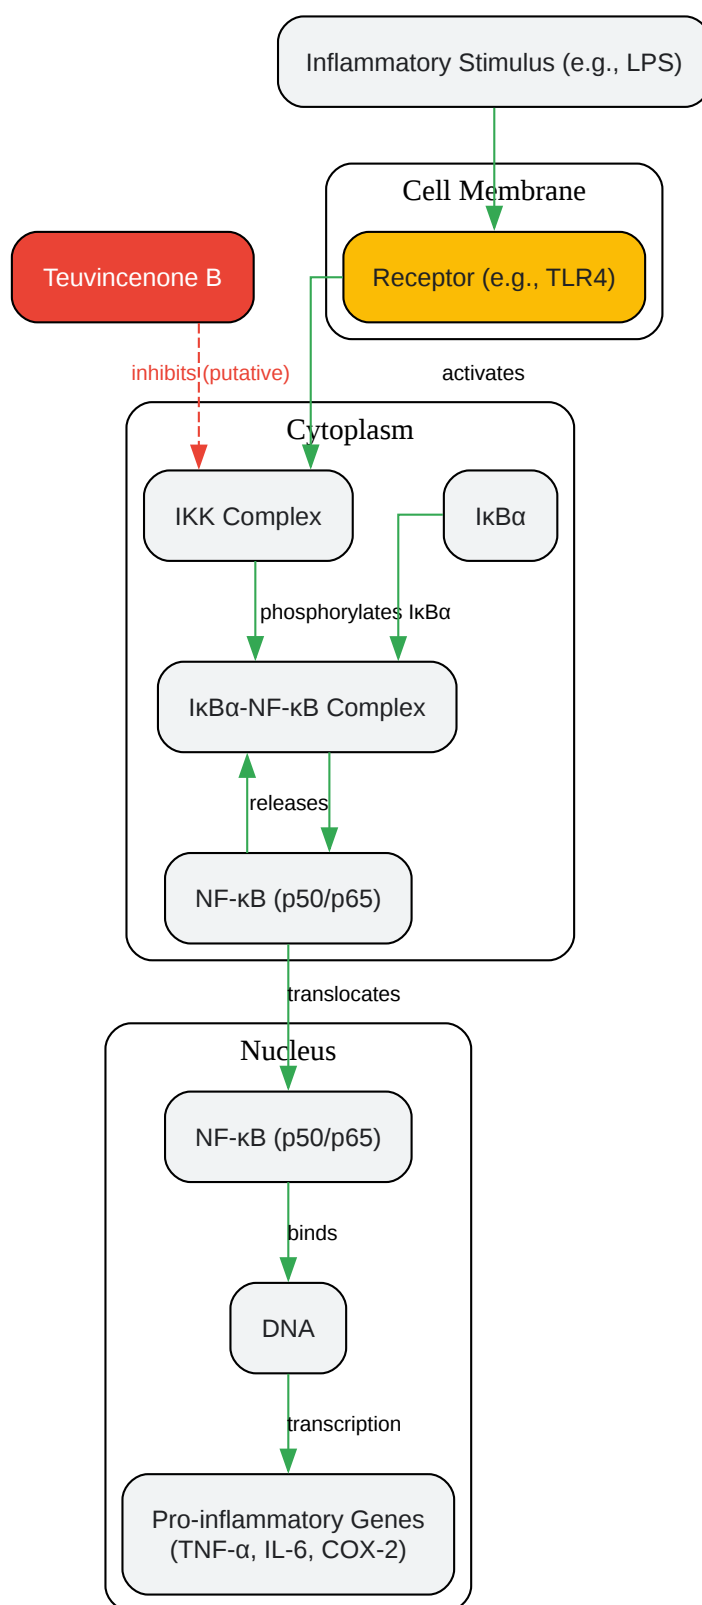 Inflammatory Stimulus (e.g., LPS)
Cell Membrane
Teuvincenone B
Receptor (e.g., TLR4)
inhibits (putative)
activates
Cytoplasm
IKK Complex
IκBα
phosphorylates IκBα
IκBα-NF-κB Complex
releases
NF-κB (p50/p65)
translocates
Nucleus
NF-κB (p50/p65)
binds
DNA
transcription
Pro-inflammatory Genes
(TNF-α, IL-6, COX-2)